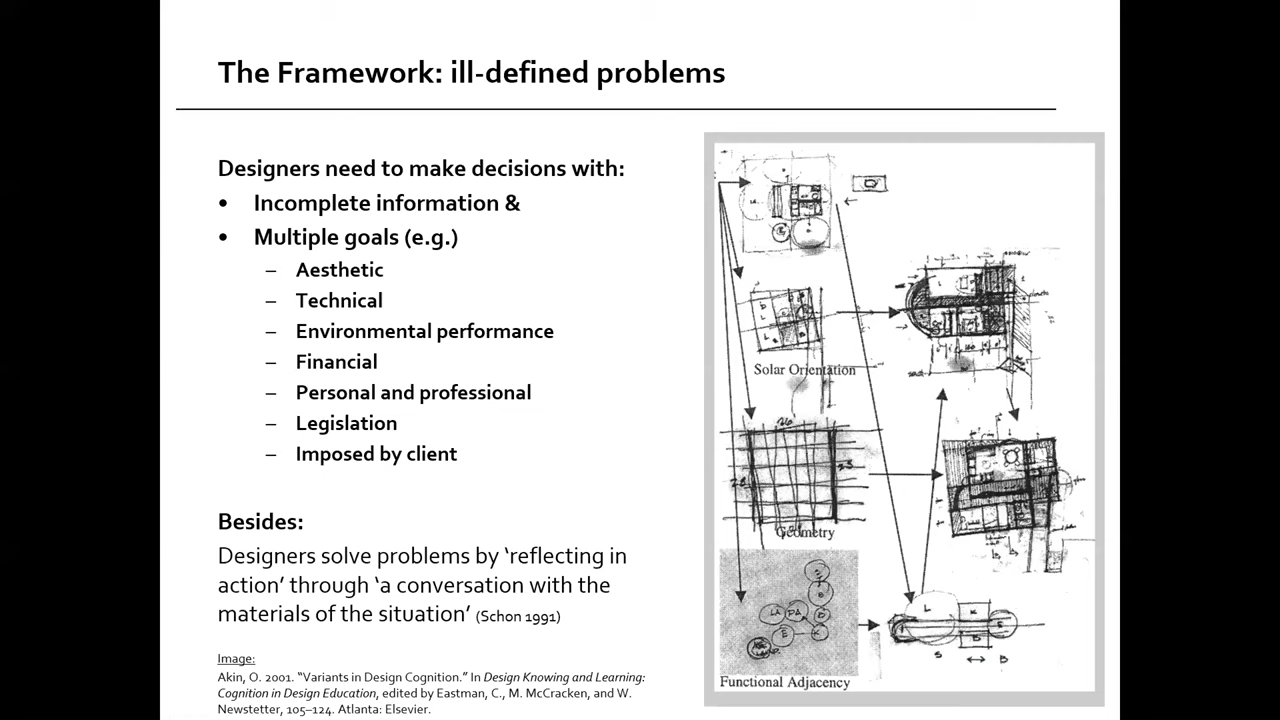 The Framework: ill-defined problems
Designers need to make decisions with:
• Incomplete information &
• Multiple goals (e.g.)
– Aesthetic
– Technical
– Environmental performance
– Financial
– Personal and professional
– Legislation
– Imposed by client
Besides:
Designers solve problems by ‘reflecting in
action’ through ‘a conversation with the
materials of the situation’ (Schon 1991)
Image:
Akin, O. 2001. “Variants in Design Cognition.” In Design Knowing and Learning:
Cognition in Design Education, edited by Eastman, C., M. McCracken, and W.
Newstetter, 105–124. Atlanta: Elsevier.
Solar Orientation
Geometry
Functional Adjacency